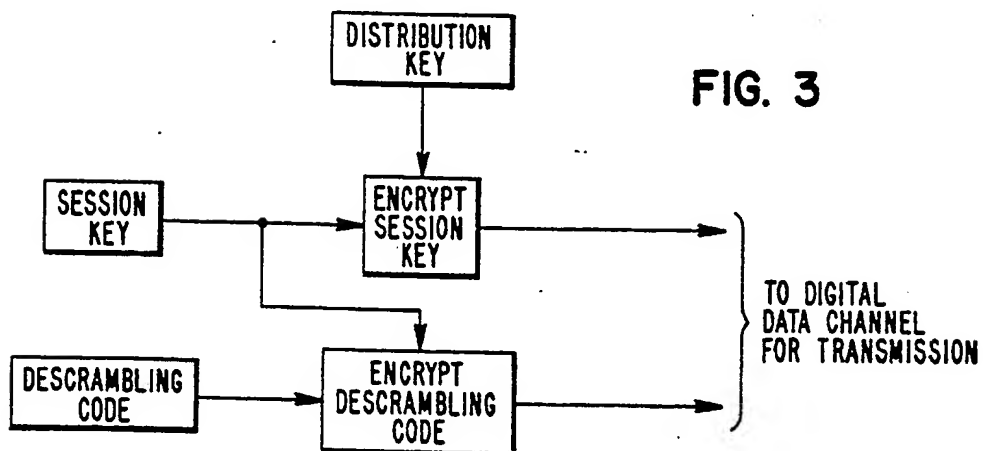 DISTRIBUTION
KEY
FIG. 3
SESSION
KEY
ENCRYPT
SESSION
KEY
TO DIGITAL
DATA CHANNEL
FOR TRANSMISSION
DESCRAMBLING
CODE
ENCRYPT
DESCRAMBLING
CODE